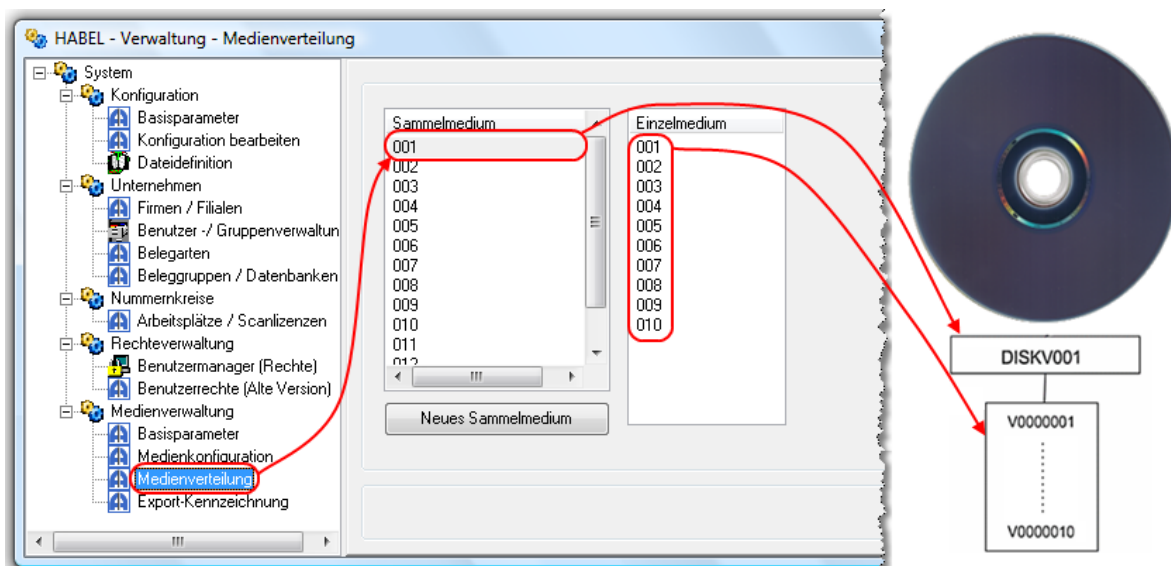 HABEL - Verwaltung - Medienverteilung
System
Konfiguration
Basisparameter
Konfiguration bearbeiten
Dateidefinition
Unternehmen
Firmen / Filialen
Benutzer -/ Gruppenverwaltun
Belegarten
Beleggruppen / Datenbanken
Nummernkreise
Arbeitsplätze / Scanlizenzen
Rechteverwaltung
Benutzermanager (Rechte)
Benutzerrechte (Alte Version)
Medienverwaltung
Basisparameter
Medienkonfiguration
Medienverteilung
Export-Kennzeichnung
Sammelmedium
001
002
003
004
005
006
007
008
009
010
011
012
Neues Sammelmedium
Einzelmedium
001
002
003
004
005
006
007
008
009
010
DISKV001
V0000001
V0000010